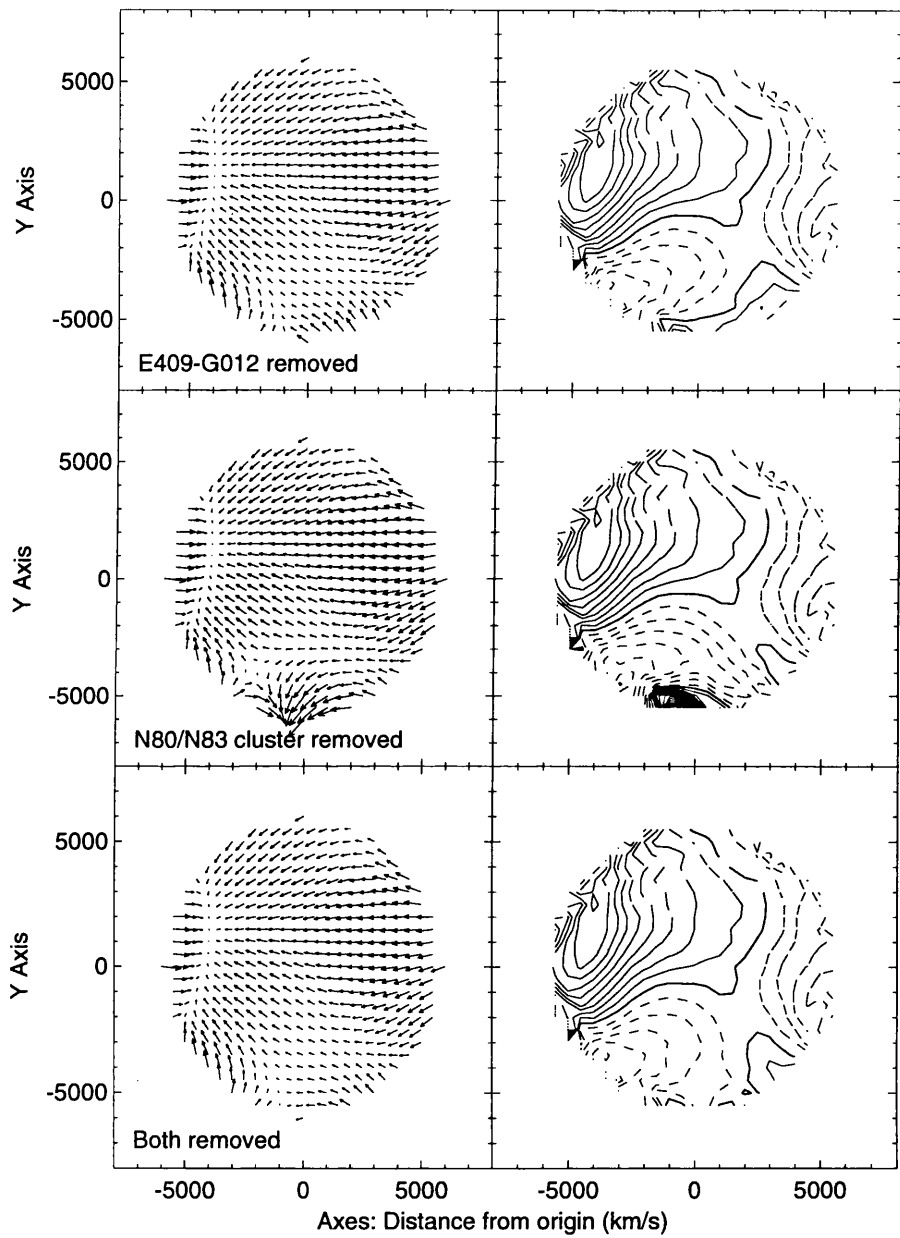 5000
0
-5000
Y Axis
E409-G012 removed
5000
0
-5000
Y Axis
N80/N83 cluster removed
5000
0
-5000
Y Axis
Both removed
-5000 0 5000 -5000 0 5000
Axes: Distance from origin (km/s)